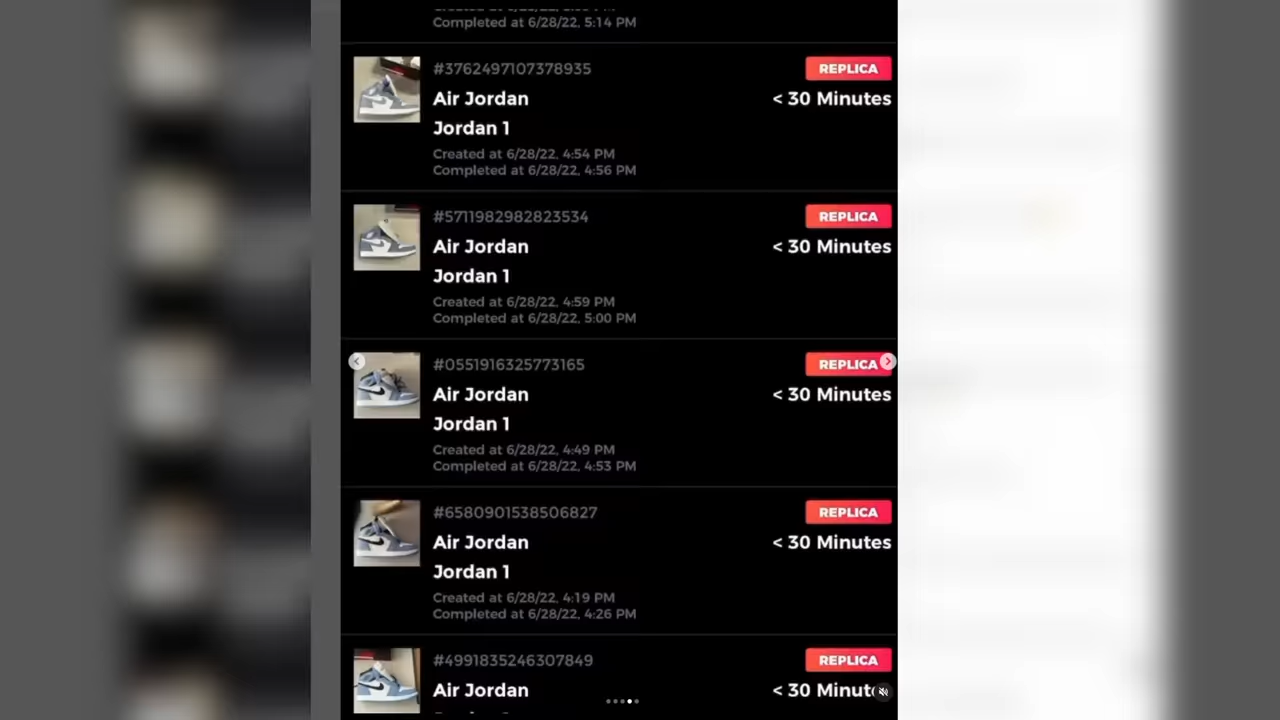 Completed at 6/28/22, 5:14 PM
#3762497107378935
REPLICA
Air Jordan
< 30 Minutes
Jordan 1
Created at 6/28/22, 4:54 PM
Completed at 6/28/22, 4:56 PM
#5711982982823534
REPLICA
Air Jordan
< 30 Minutes
Jordan 1
Created at 6/28/22, 4:59 PM
Completed at 6/28/22, 5:00 PM
#0551916325773165
REPLICA
Air Jordan
< 30 Minutes
Jordan 1
Created at 6/28/22, 4:49 PM
Completed at 6/28/22, 4:53 PM
#6580901538506827
REPLICA
Air Jordan
< 30 Minutes
Jordan 1
Created at 6/28/22, 4:19 PM
Completed at 6/28/22, 4:26 PM
#4991835246307849
REPLICA
Air Jordan
< 30 Minut